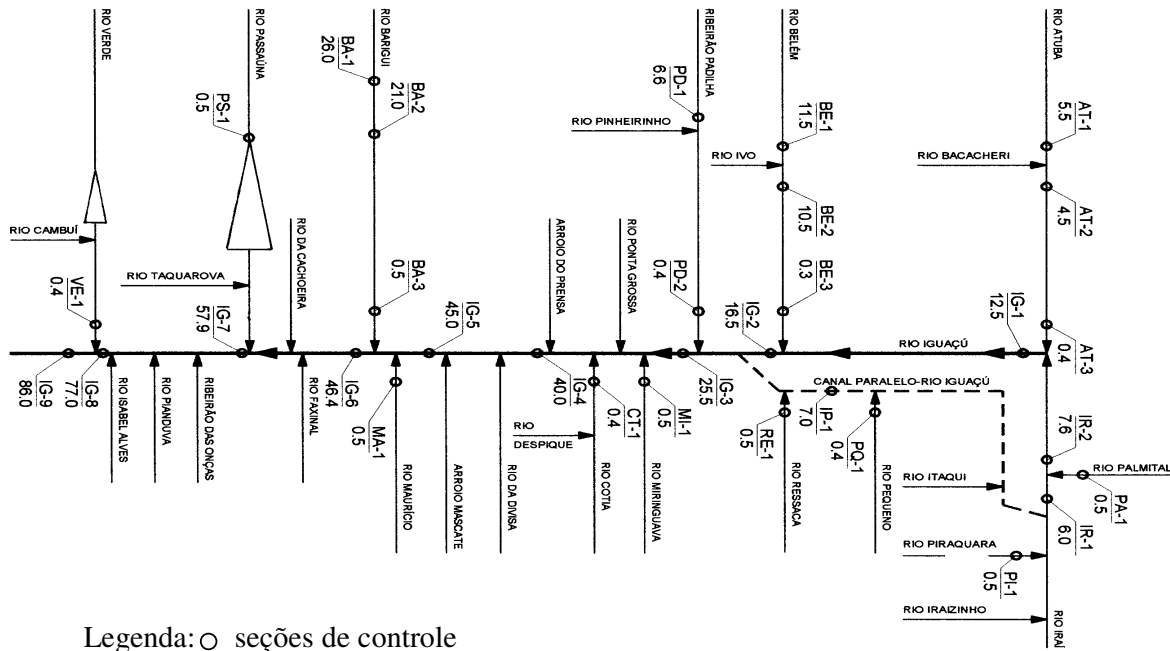 RIO VERDE
RIO PASSAÚNA
RIO BARIGUI
RIBEIRÃO PADILHA
RIO BELÉM
RIO ATUBA
BA-1
26.0
BA-2
21.0
PS-1
0.5
PD-1
6.6
RIO PINHEIRINHO
BE-1
11.5
RIO IVO
BE-2
10.5
AT-1
5.5
RIO BACACHERI
AT-2
4.5
RIO CAMBUÍ
VE-1
0.4
RIO TAQUAROVA
RIO DA CACHOEIRA
BA-3
0.5
ARROIO DO PRENSA
RIO PONTA GROSSA
PD-2
0.4
BE-3
0.3
IG-7
57.9
IG-5
45.0
IG-2
16.5
IG-1
12.5
AT-3
0.4
RIO IGUAÇÚ
IG-9
86.0
IG-8
77.0
RIO ISABEL ALVES
RIO PIANDUVA
RIBEIRÃO DAS ONÇAS
RIO FAXINAL
IG-6
46.4
MA-1
0.5
RIO MAURÍCIO
ARROIO MASCATE
RIO DA DIVISA
IG-4
40.0
CT-1
0.4
RIO
DESPIQUE
RIO COTIA
MI-1
0.5
RIO MIRINGUAVA
IG-3
25.5
CANAL PARALELO-RIO IGUAÇÚ
RE-1
0.5
RIO RESSACA
IP-1
7.0
PQ-1
0.4
RIO PEQUENO
IR-2
7.6
RIO PALMITAL
PA-1
0.5
RIO ITAQUI
IR-1
6.0
RIO PIRAQUARA
PI-1
0.5
RIO IRAIZINHO
RIO IRAÍ
Legenda: seções de controle